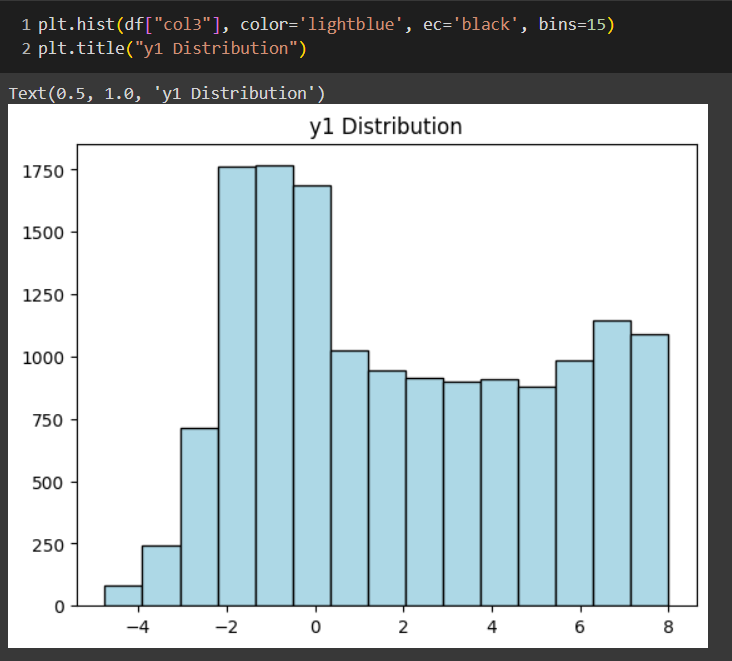 1 plt.hist(df["col3"], color='lightblue', ec='black', bins=15)
2 plt.title("y1 Distribution")
Text(0.5, 1.0, 'y1 Distribution')
y1 Distribution
1750
1500
1250
1000
750
500
250
0
−4 −2 0 2 4 6 8